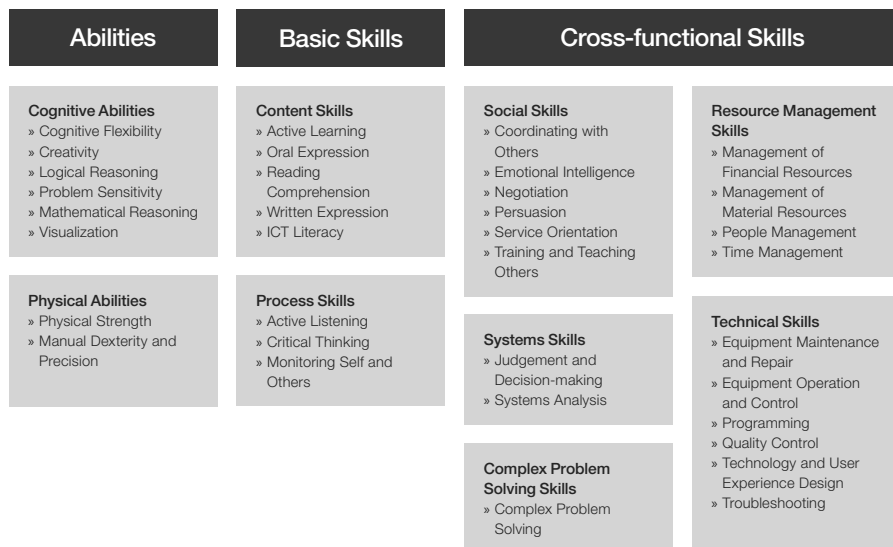 Abilities
Cognitive Abilities
» Cognitive Flexibility
» Creativity
» Logical Reasoning
» Problem Sensitivity
» Mathematical Reasoning
» Visualization
Physical Abilities
» Physical Strength
» Manual Dexterity and
Precision
Basic Skills
Content Skills
» Active Learning
» Oral Expression
» Reading
Comprehension
» Written Expression
» ICT Literacy
Process Skills
» Active Listening
» Critical Thinking
» Monitoring Self and
Others
Cross-functional Skills
Social Skills
» Coordinating with
Others
» Emotional Intelligence
» Negotiation
» Persuasion
» Service Orientation
» Training and Teaching
Others
Systems Skills
» Judgement and
Decision-making
» Systems Analysis
Complex Problem
Solving Skills
» Complex Problem
Solving
Resource Management
Skills
» Management of
Financial Resources
» Management of
Material Resources
» People Management
» Time Management
Technical Skills
» Equipment Maintenance
and Repair
» Equipment Operation
and Control
» Programming
» Quality Control
» Technology and User
Experience Design
» Troubleshooting